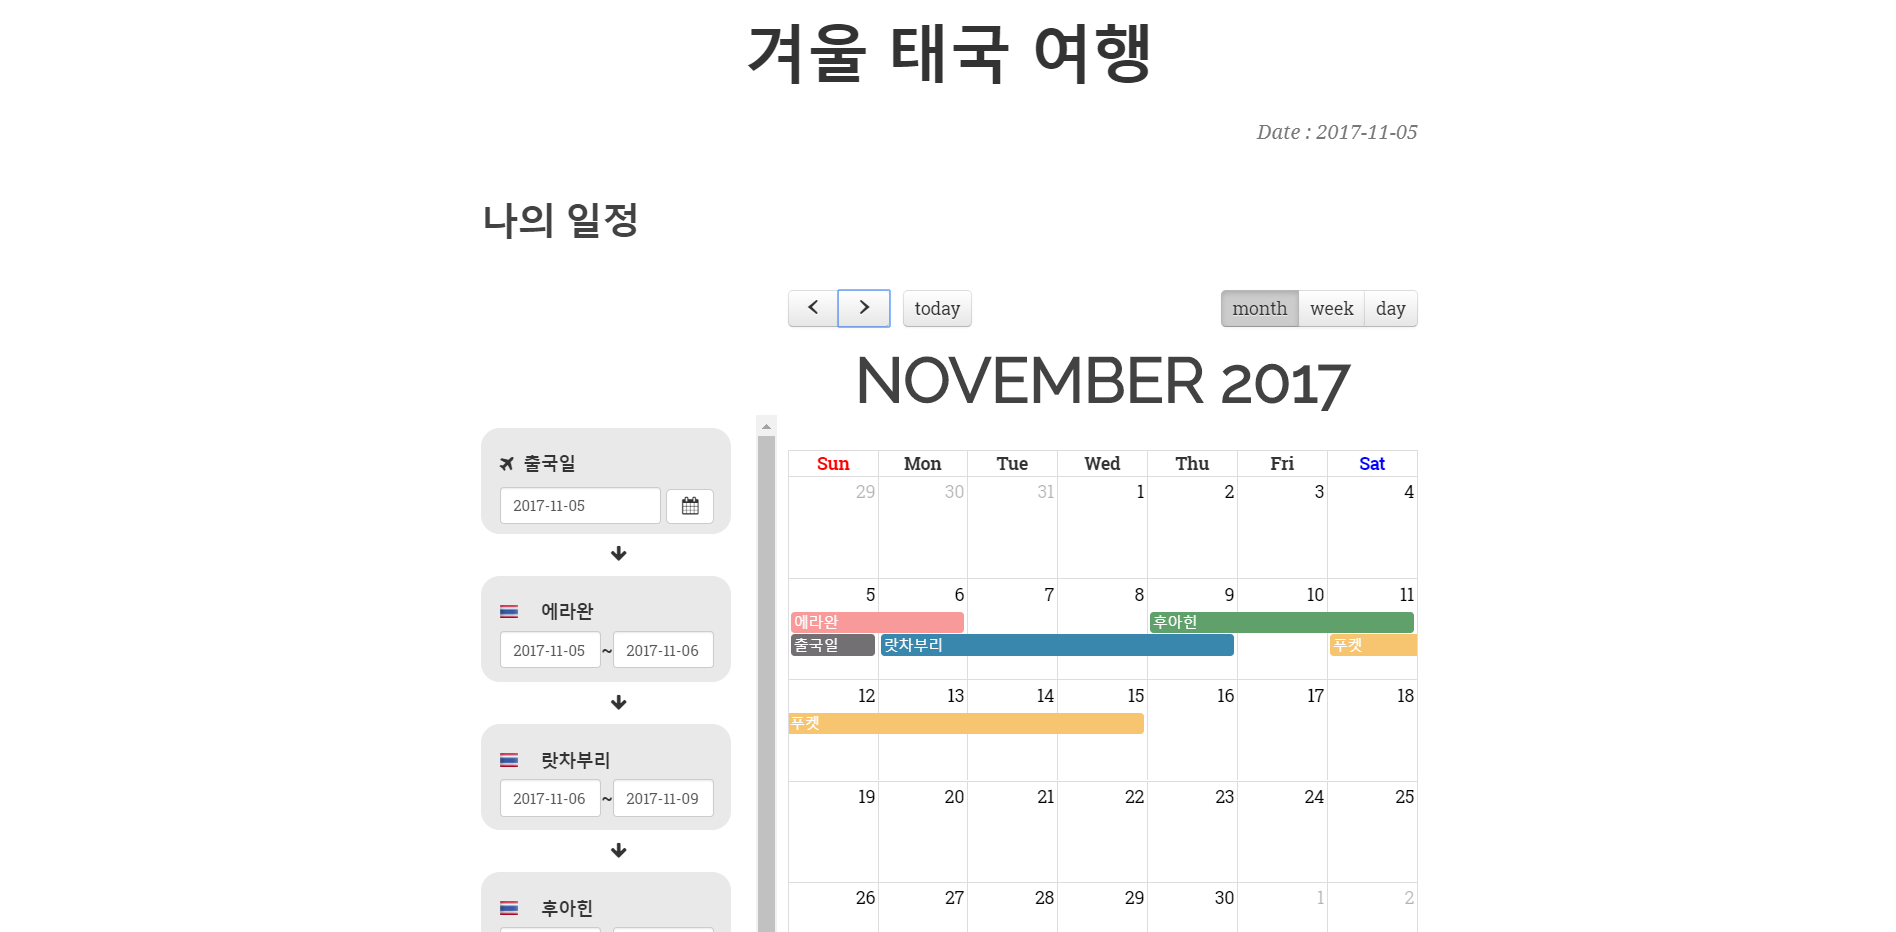 겨울 태국 여행
Date : 2017-11-05
나의 일정
today
month week day
NOVEMBER 2017
출국일
2017-11-05
에라완
2017-11-05 ~ 2017-11-06
랏차부리
2017-11-06 ~ 2017-11-09
후아힌
Sun Mon Tue Wed Thu Fri Sat
29 30 31 1 2 3 4
5 6 7 8 9 10 11
에라완 후아힌
출국일 랏차부리 푸켓
12 13 14 15 16 17 18
푸켓
19 20 21 22 23 24 25
26 27 28 29 30 1 2